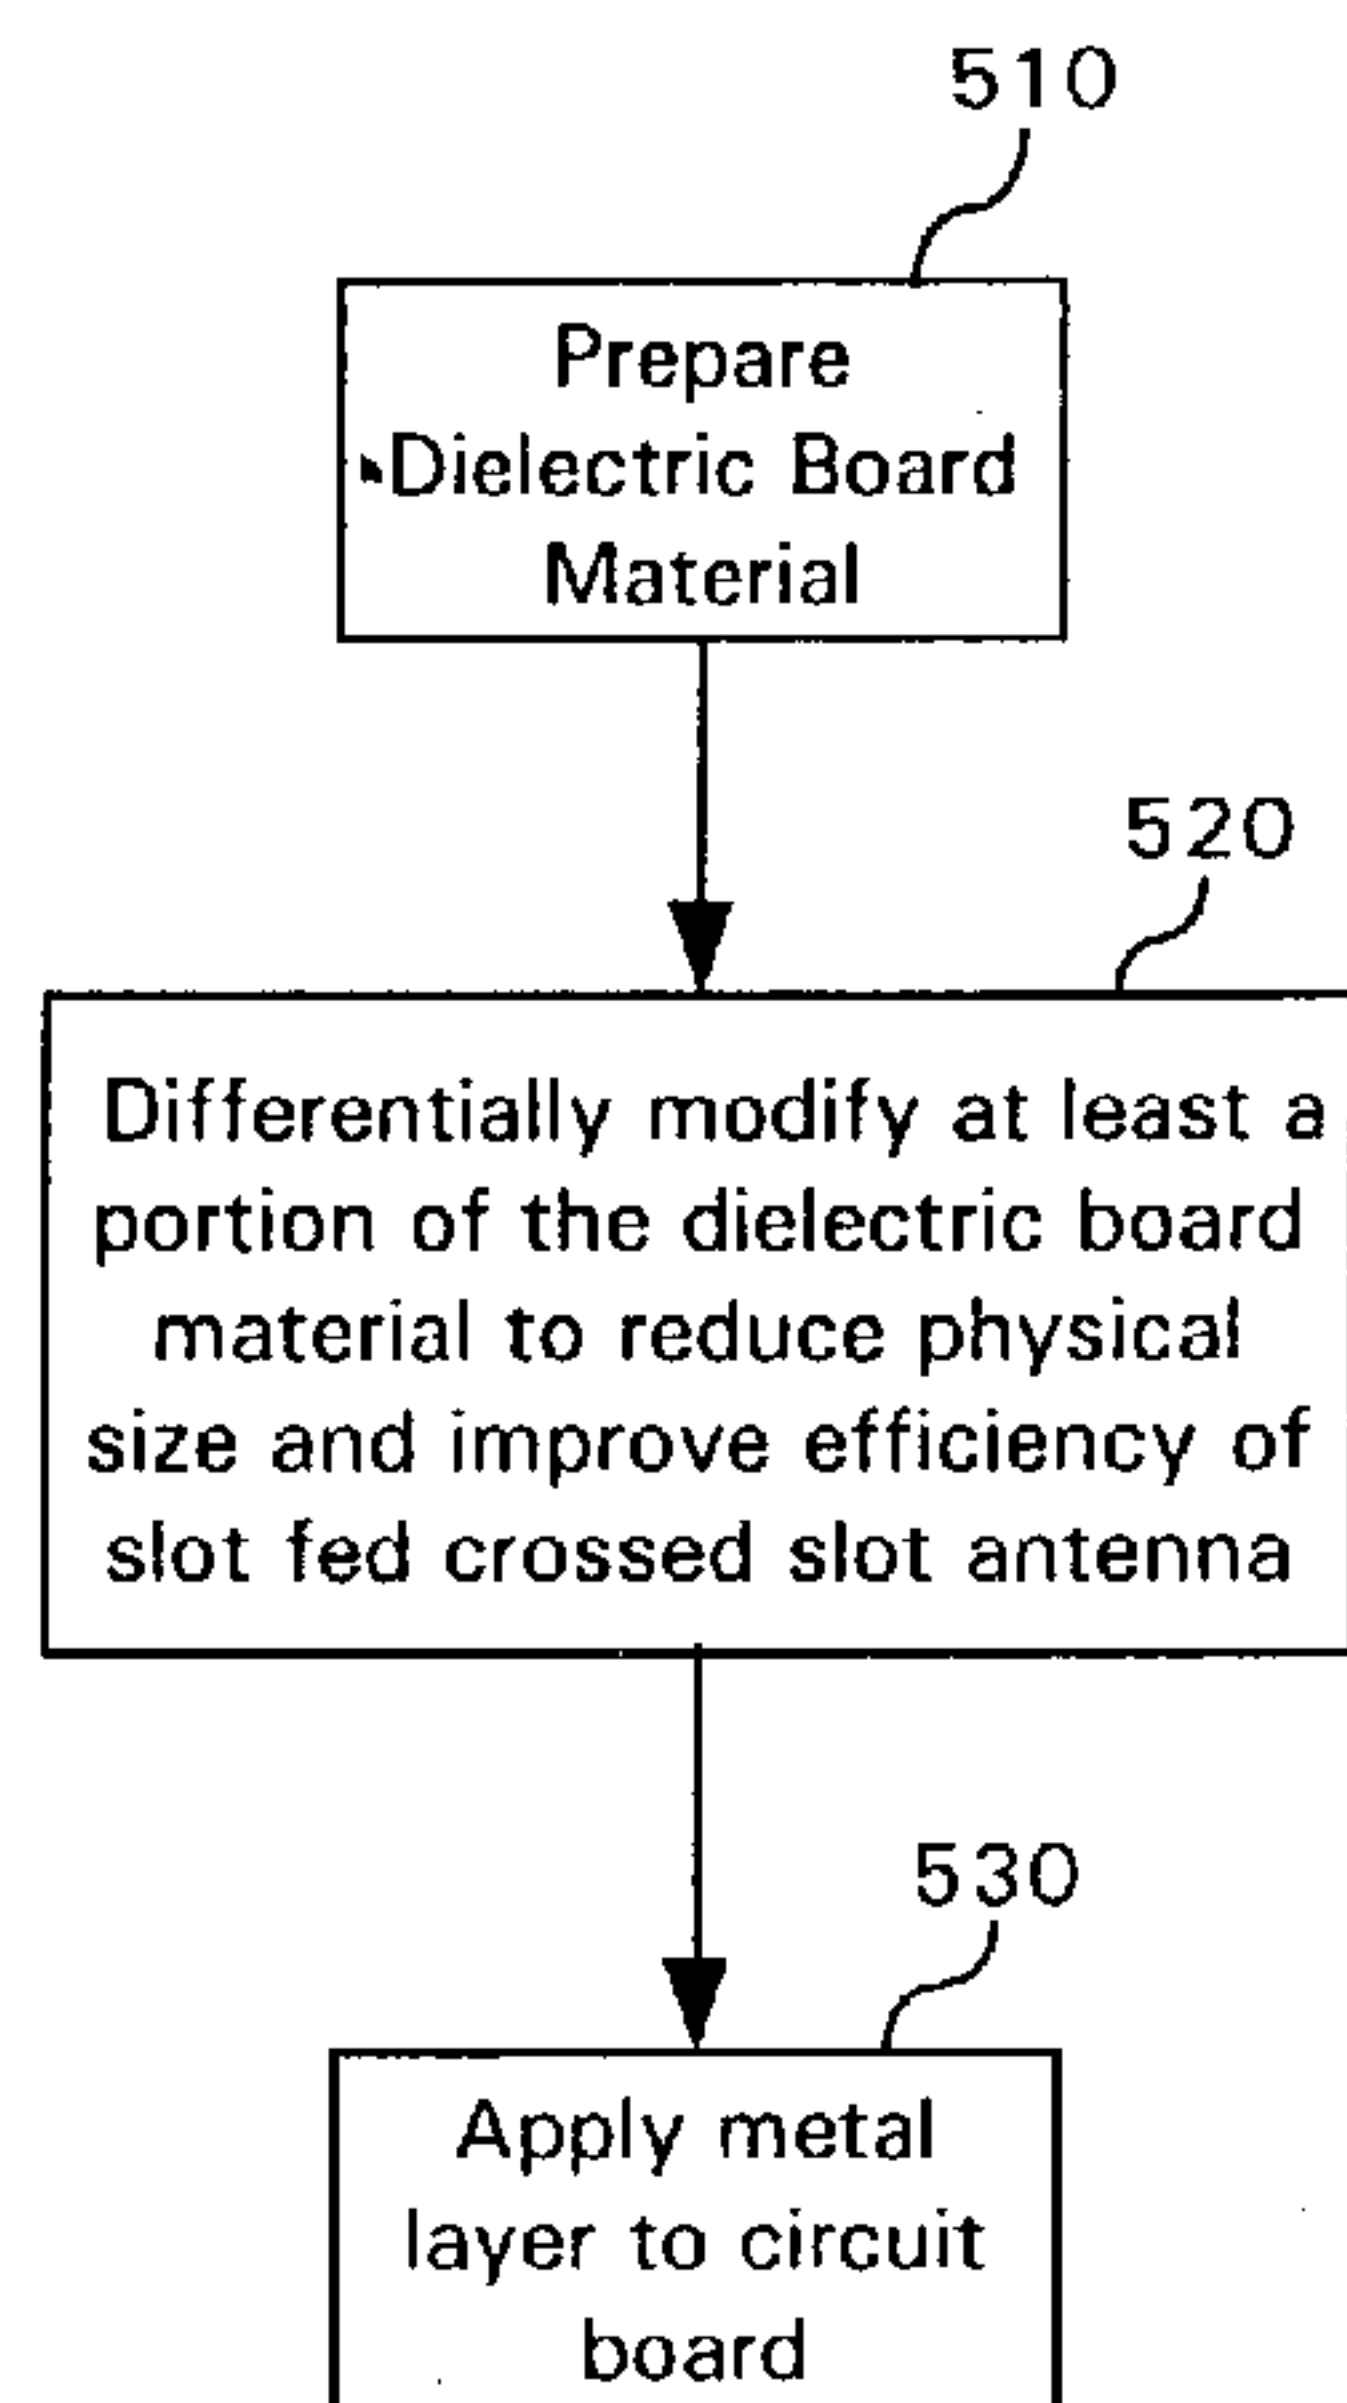 510
Prepare
Dielectric Board
Material
520
Differentially modify at least a
portion of the dielectric board
material to reduce physical
size and improve efficiency of
slot fed crossed slot antenna
530
Apply metal
layer to circuit
board